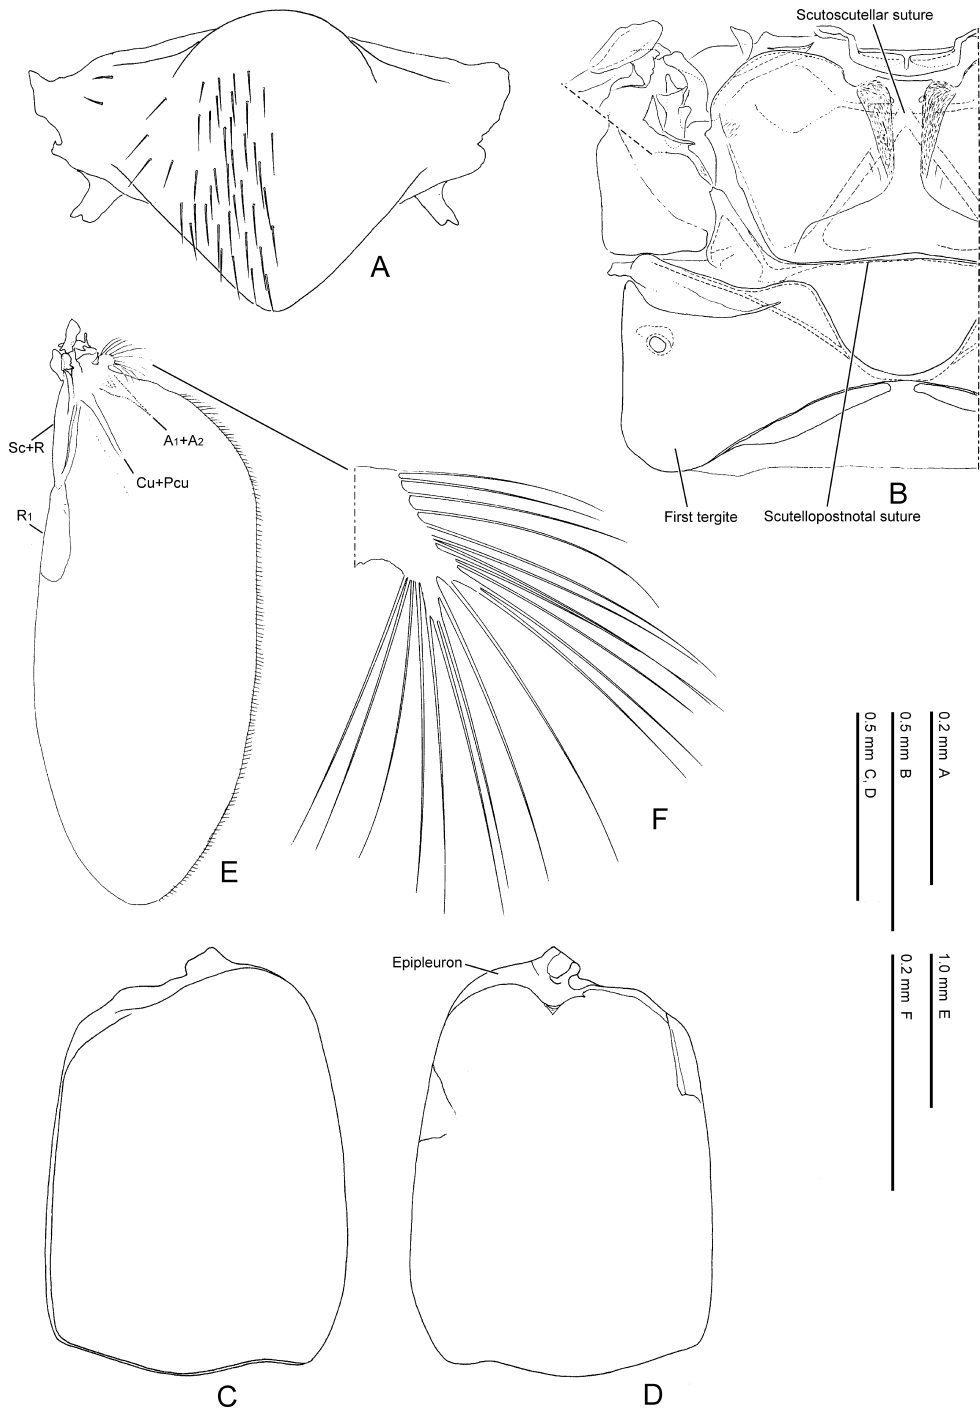 Scutoscutellar suture
A
B
First tergite
Scutellopostnotal suture
Sc+R
A1+A2
Cu+Pcu
R1
E
F
0.2 mm A
0.5 mm B
0.5 mm C, D
1.0 mm E
0.2 mm F
Epipleuron
C
D